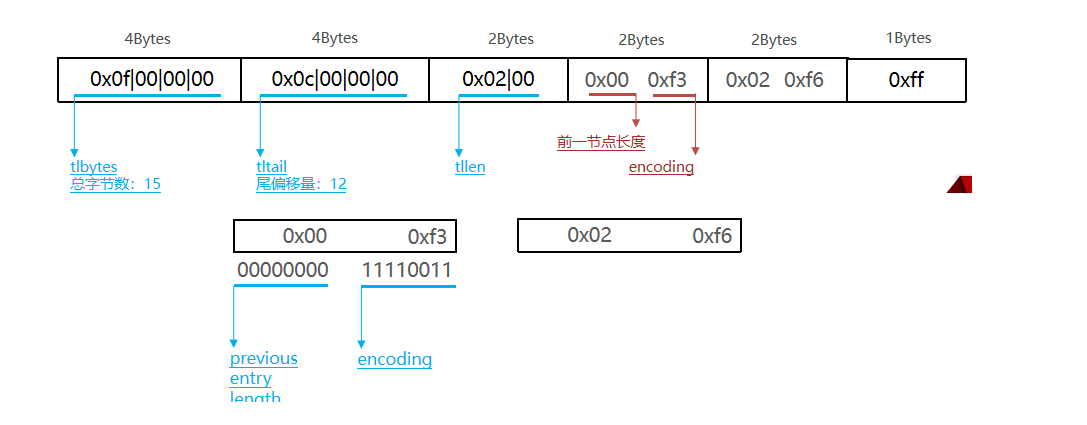 4Bytes 4Bytes 2Bytes 2Bytes 2Bytes 1Bytes
0x0f|00|00|00 0x0c|00|00|00 0x02|00 0x00 0xf3 0x02 0xf6 0xff
前一节点长度
tlbytes tltail tllen encoding
总字节数：15 尾偏移量：12
0x00 0xf3 0x02 0xf6
00000000 11110011
previous encoding
entry
length